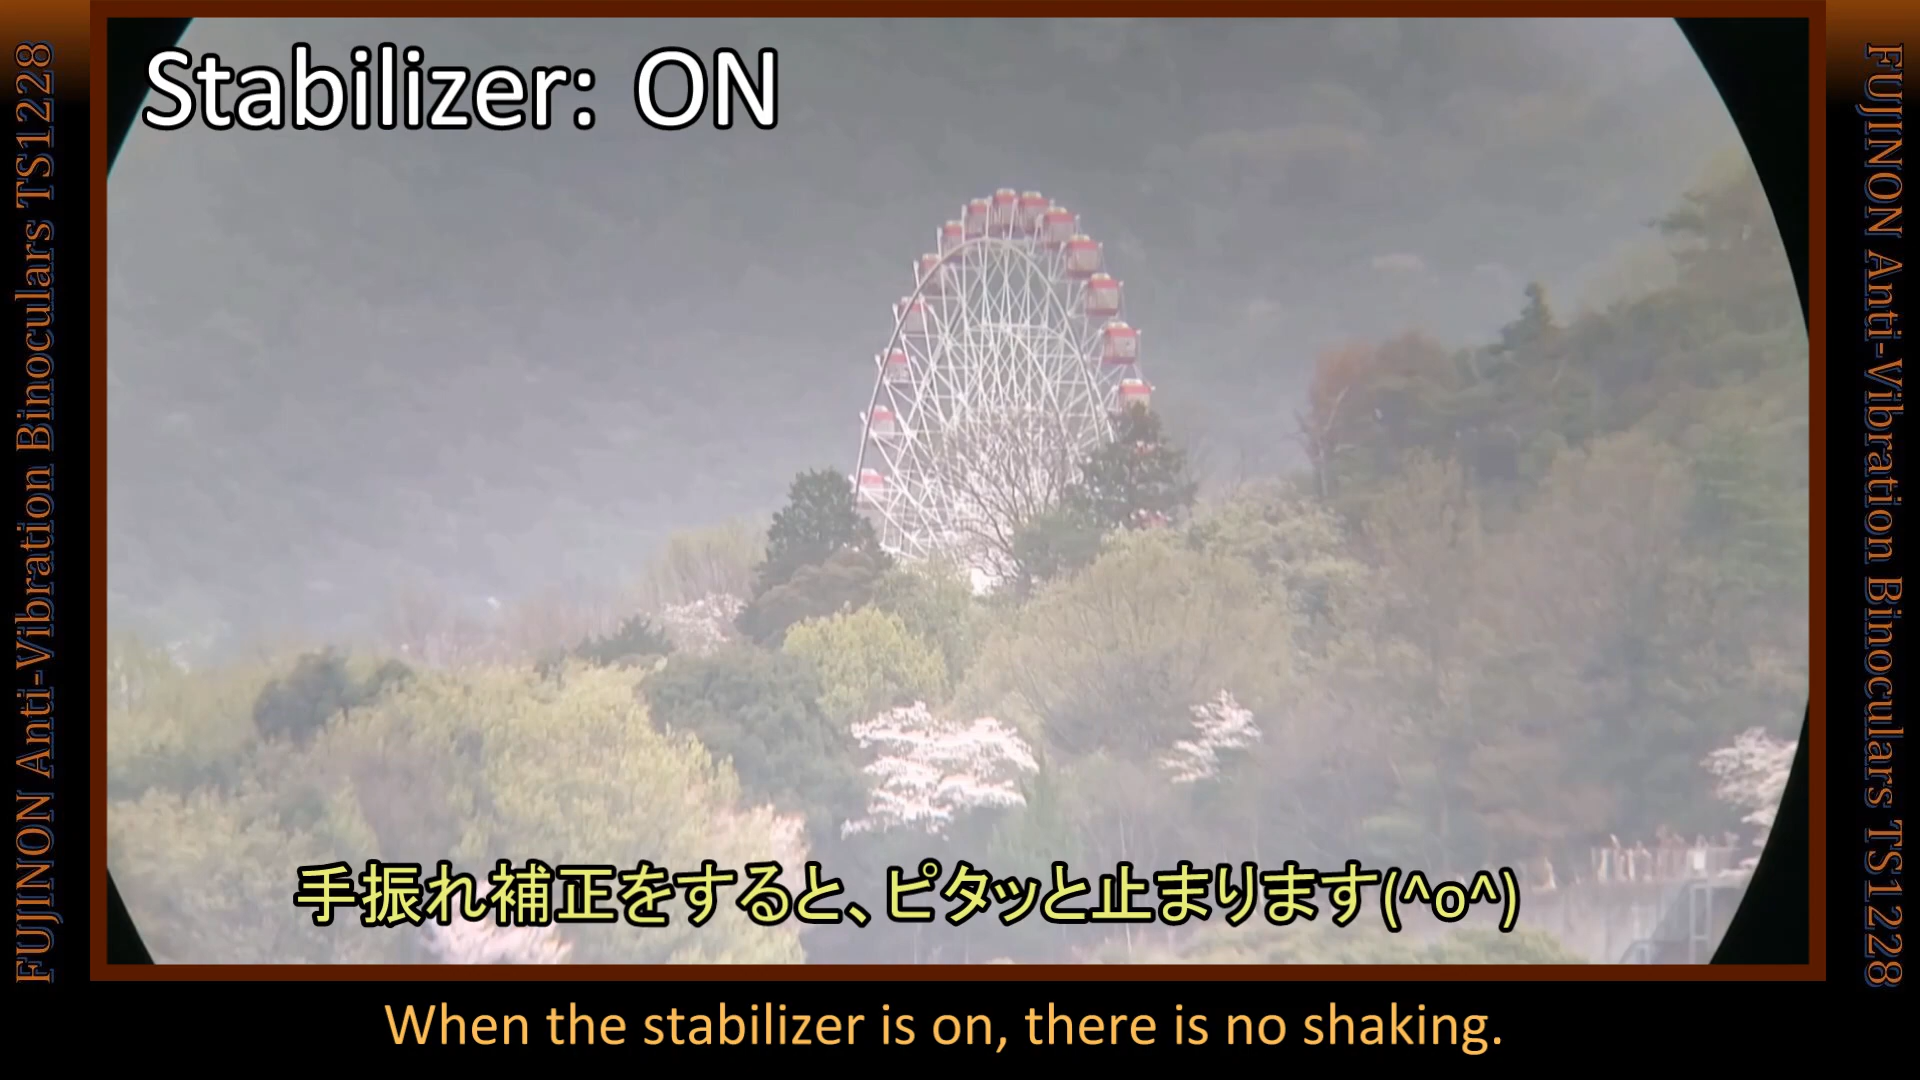 Stabilizer: ON
FUJINON Anti-Vibration Binoculars TS1228
FUJINON Anti-Vibration Binoculars TS1228
手振れ補正をすると、ピタッと止まります(^o^)
When the stabilizer is on, there is no shaking.